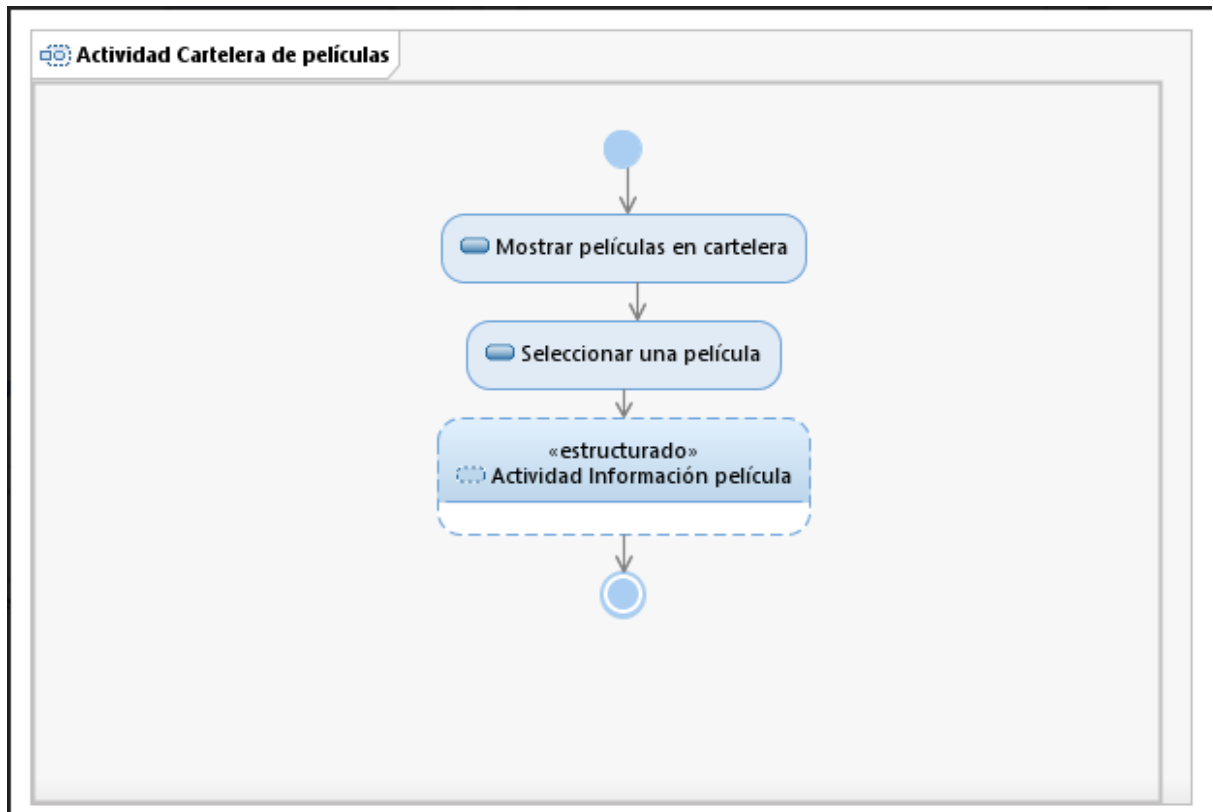 Actividad Cartelera de películas
Mostrar películas en cartelera
Seleccionar una película
«estructurado»
Actividad Información película